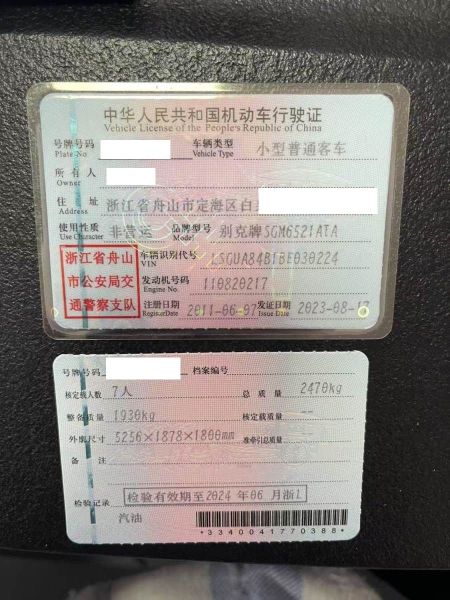 中华人民共和国机动车行驶证
Vehicle License of the People's Republic of China
号牌号码 车辆类型 小型普通客车
Plate No. Vehicle Type
所有人
Owner
住址 浙江省舟山市定海区白
Address
使用性质 非营运 品牌型号 别克牌SGM6521ATA
Use Character Model
浙江省舟山市公安局交通警察支队
车辆识别代号 LSGUA84B1BE030224
VIN
发动机号码 110820217
Engine No.
注册日期 2011-06-07 发证日期 2023-08-17
Register Date Issue Date
号牌号码 档案编号
核定载人数 7人 总质量 2470kg
整备质量 1930kg 核定载质量 --
外廓尺寸 5256×1878×1800mm 准牵引总质量
备注
检验有效期至2024年06月浙L
检验记录
汽油
*3340041770388*